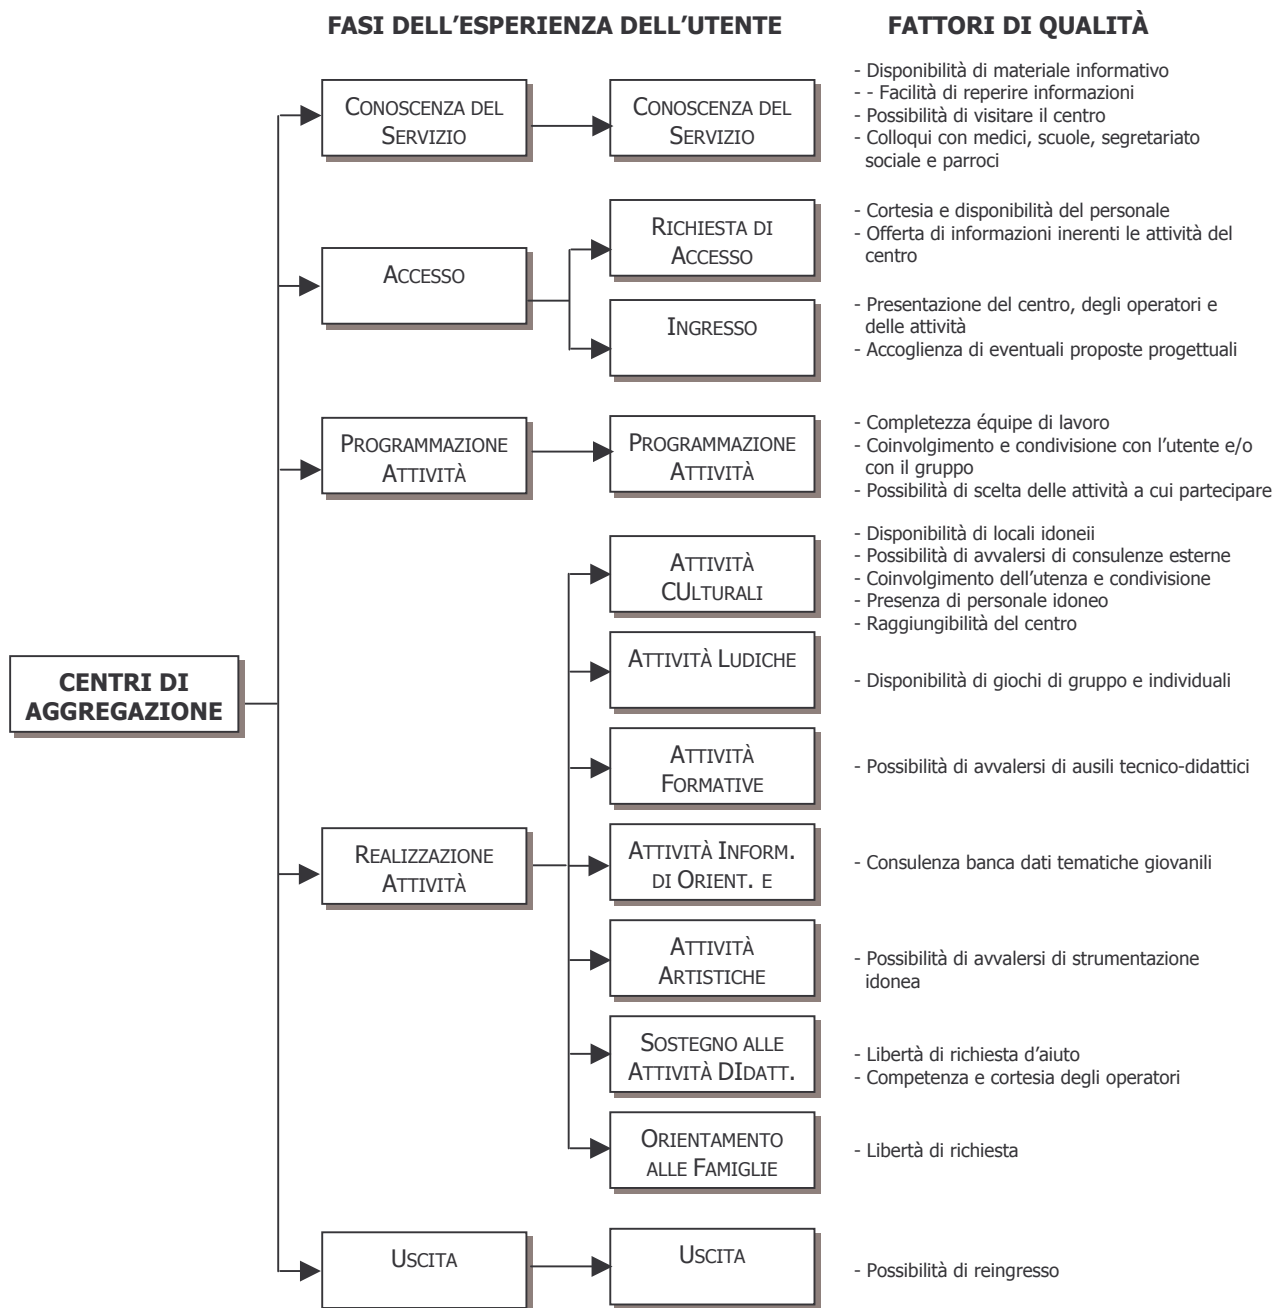 FASI DELL’ESPERIENZA DELL’UTENTE
FATTORI DI QUALITÀ
CONOSCENZA DEL
SERVIZIO
CONOSCENZA DEL
SERVIZIO
- Disponibilità di materiale informativo
- - Facilità di reperire informazioni
- Possibilità di visitare il centro
- Colloqui con medici, scuole, segretariato
sociale e parroci
ACCESSO
RICHIESTA DI
ACCESSO
- Cortesia e disponibilità del personale
- Offerta di informazioni inerenti le attività del
centro
INGRESSO
- Presentazione del centro, degli operatori e
delle attività
- Accoglienza di eventuali proposte progettuali
PROGRAMMAZIONE
ATTIVITÀ
PROGRAMMAZIONE
ATTIVITÀ
- Completezza équipe di lavoro
- Coinvolgimento e condivisione con l’utente e/o
con il gruppo
- Possibilità di scelta delle attività a cui partecipare
CENTRI DI
AGGREGAZIONE
REALIZZAZIONE
ATTIVITÀ
ATTIVITÀ
CULTURALI
- Disponibilità di locali idoneii
- Possibilità di avvalersi di consulenze esterne
- Coinvolgimento dell’utenza e condivisione
- Presenza di personale idoneo
- Raggiungibilità del centro
ATTIVITÀ LUDICHE
- Disponibilità di giochi di gruppo e individuali
ATTIVITÀ
FORMATIVE
- Possibilità di avvalersi di ausili tecnico-didattici
ATTIVITÀ INFORM.
DI ORIENT. E
- Consulenza banca dati tematiche giovanili
ATTIVITÀ
ARTISTICHE
- Possibilità di avvalersi di strumentazione
idonea
SOSTEGNO ALLE
ATTIVITÀ DIDATT.
- Libertà di richiesta d’aiuto
- Competenza e cortesia degli operatori
ORIENTAMENTO
ALLE FAMIGLIE
- Libertà di richiesta
USCITA
USCITA
- Possibilità di reingresso